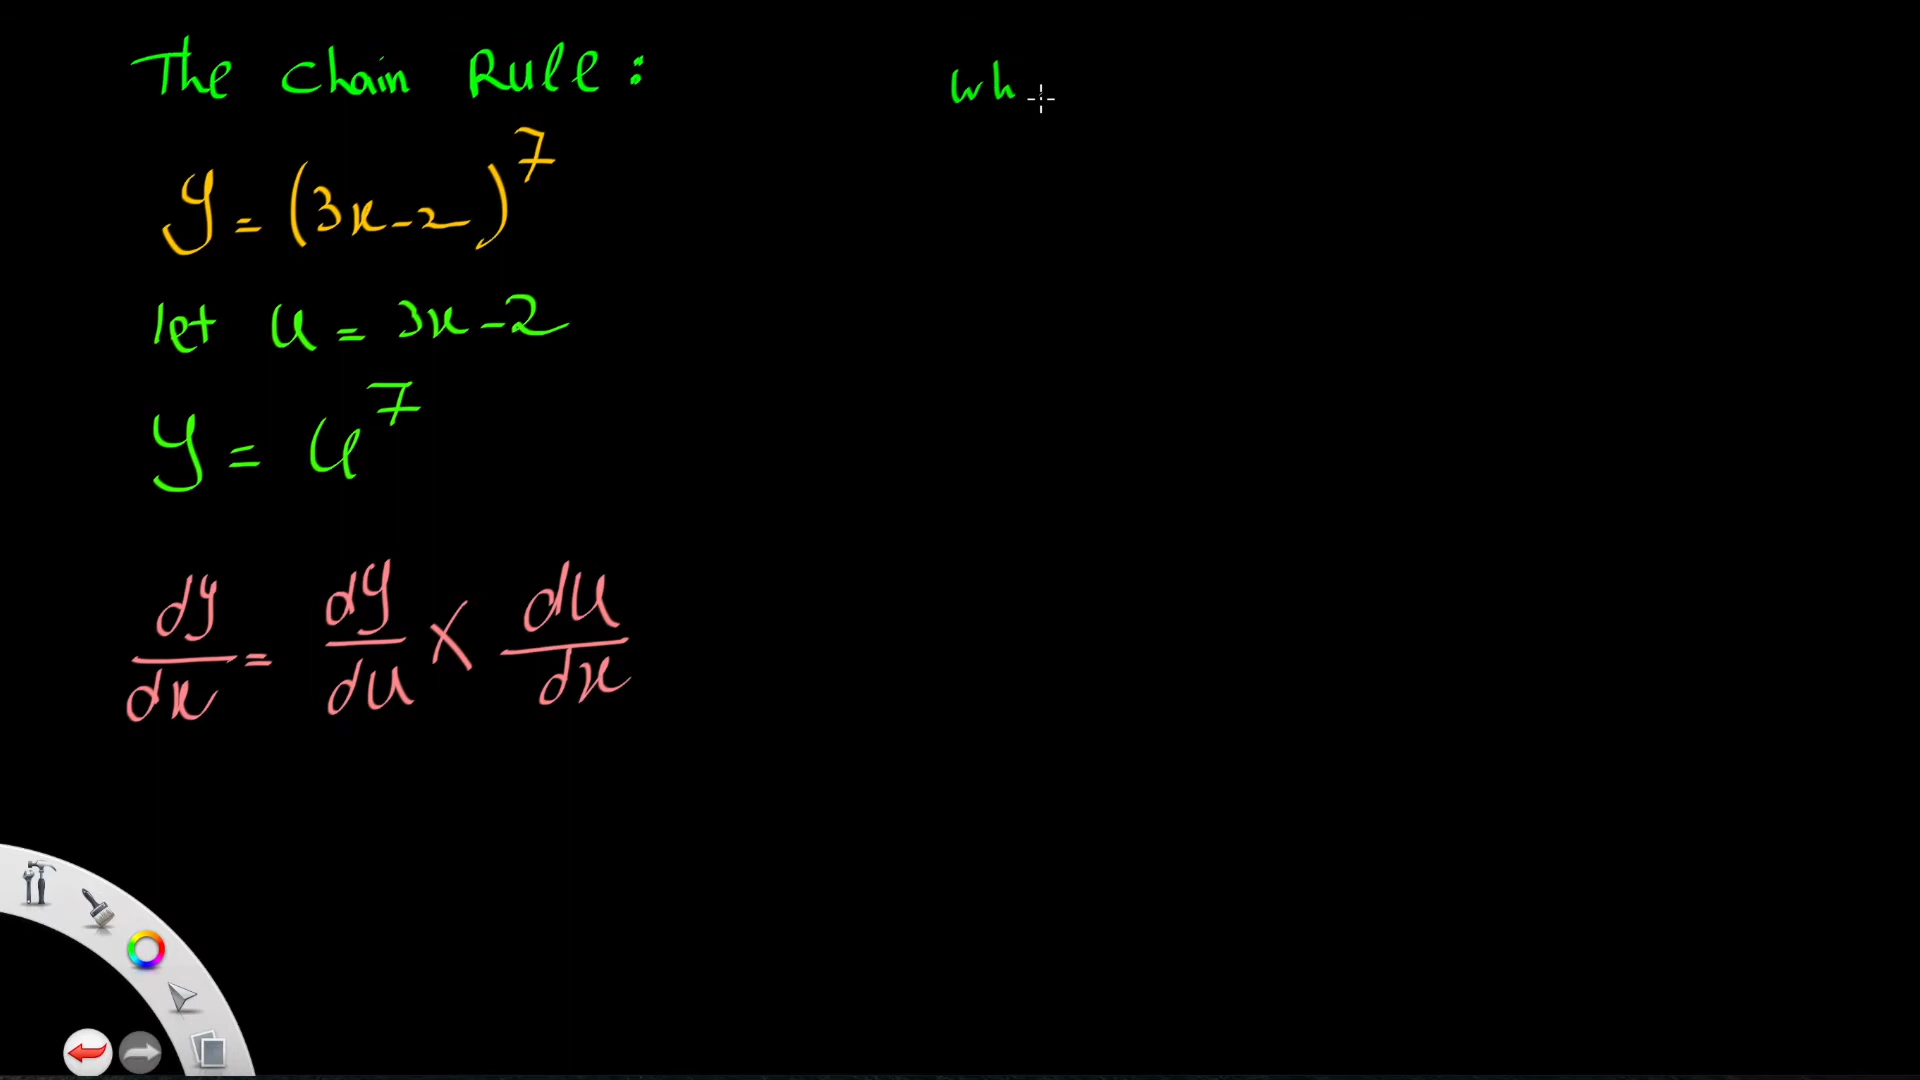 The Chain Rule:
y = (3x-2)^7
let u = 3x-2
y = u^7
dy/dx = dy/du × du/dx
wh